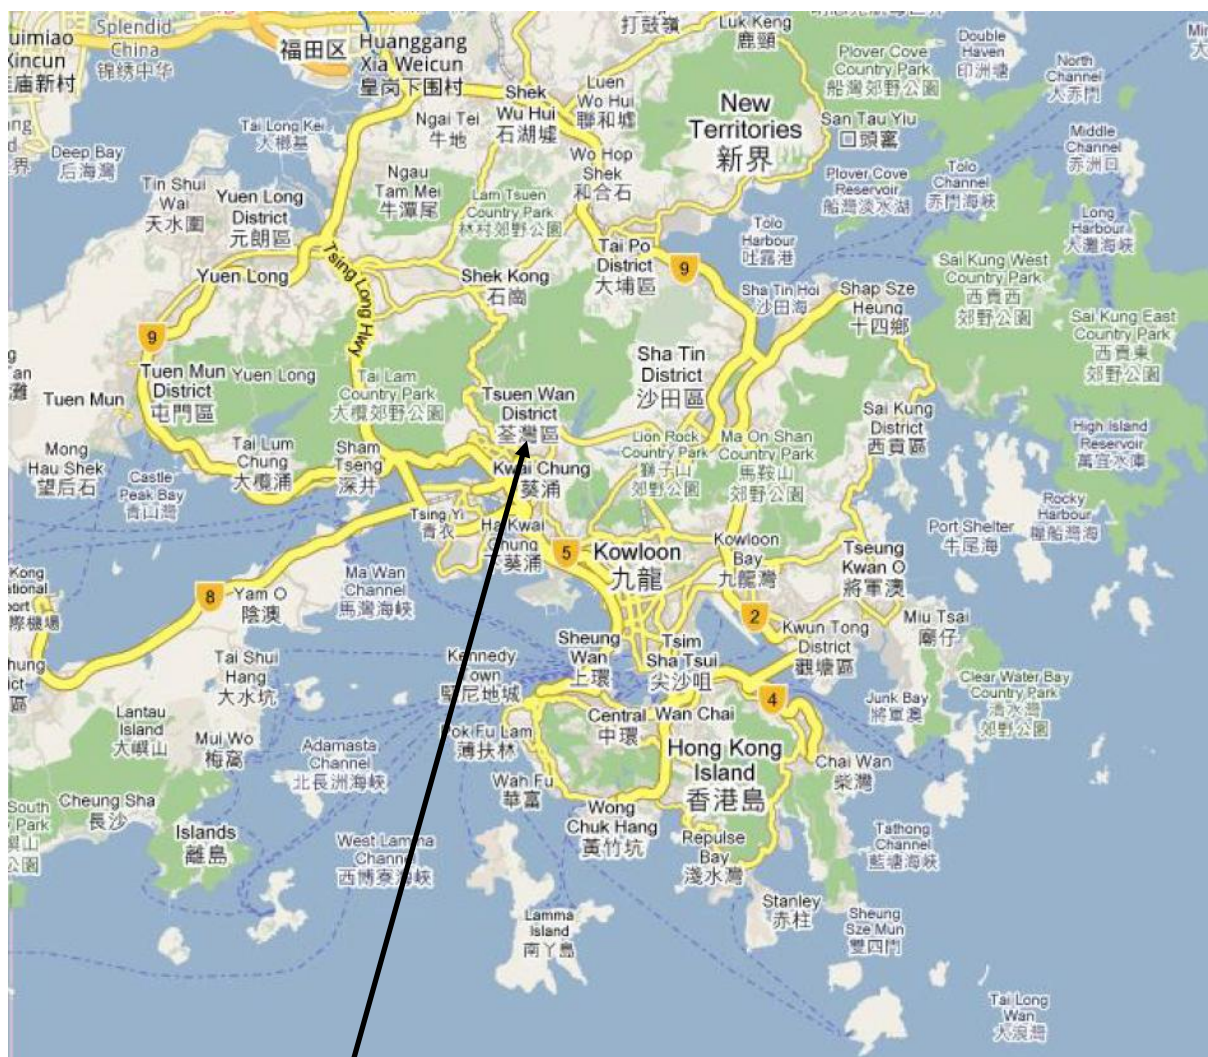 Splendid
China
锦绣中华
福田区
Huanggang
Xia Weicun
皇岗下围村
打鼓嶺
Luk Keng
鹿頸
Double
Haven
印洲塘
North
Channel
大赤門
Plover Cove
Country Park
船灣郊野公園
Shek
Wu Hui
石湖墟
Luen
Wo Hui
聯和墟
New
Territories
新界
San Tau Yiu
Middle
Channel
赤洲口
Tai Long Kei
Ngai Tei
牛地
Deep Bay
后海灣
Wo Hop
Shek
和合石
Plover Cove
Reservoir
船灣淡水湖
Tolo
Channel
赤門海峽
Tin Shui
Wai
天水圍
Yuen Long
District
元朗區
Ngau
Tam Mei
牛潭尾
Lam Tsuen
Country Park
林村郊野公園
Tolo
Harbour
吐露港
Long
Harbour
大灘海峽
Tai Po
District
大埔區
9
Sai Kung West
Country Park
西貢西
郊野公園
Yuen Long
Tsing Long Hwy
Shek Kong
石崗
Sha Tin Hoi
沙田海
Shap Sze
Heung
十四鄉
Sai Kung East
Country Park
西貢東
郊野公園
9
Tuen Mun
District
屯門區
Yuen Long
Tai Lam
Country Park
大欖郊野公園
Sha Tin
District
沙田區
Tuen Mun
Tsuen Wan
District
荃灣區
Sai Kung
District
西貢區
High Island
Reservoir
萬宜水庫
Mong
Hau Shek
望后石
Tai Lum
Chung
大欖涌
Sham
Tseng
深井
Lion Rock
Country Park
獅子山
郊野公園
Ma On Shan
Country Park
馬鞍山
郊野公園
Castle
Peak Bay
青山灣
Kwai Chung
葵涌
Tsing Yi
青衣
Ha Kwai
Chung
下葵涌
5
Kowloon
九龍
Kowloon
Bay
九龍灣
Tseung
Kwan O
將軍澳
Port Shelter
牛尾海
Rocky
Harbour
糧船灣海
8
Yam O
陰澳
Ma Wan
Channel
馬灣海峽
2
Miu Tsai
廟仔
Kwun Tong
District
觀塘區
Sheung
Wan
上環
Tsim
Sha Tsui
尖沙咀
Tai Shui
Hang
大水坑
Kennedy
Town
堅尼地城
4
Clear Water Bay
Country Park
清水灣
郊野公園
Junk Bay
將軍澳
Lantau
Island
大嶼山
Mui Wo
梅窩
Adamasta
Channel
北長洲海峽
Pok Fu Lam
薄扶林
Central
中環
Wan Chai
Hong Kong
Island
香港島
Chai Wan
柴灣
Wah Fu
華富
Cheung Sha
長沙
Islands
離島
Wong
Chuk Hang
黃竹坑
Repulse
Bay
淺水灣
West Lamma
Channel
西博寮海峽
Tathong
Channel
藍塘海峽
Lamma
Island
南丫島
Stanley
赤柱
Sheung
Sze Mun
雙四門
Tai Long
Wan
大浪灣